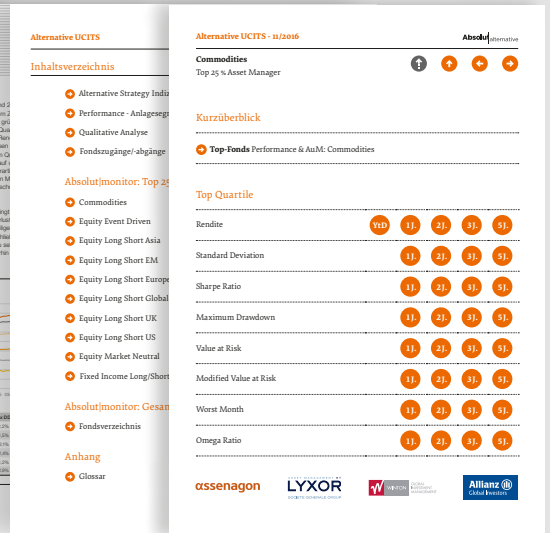 Alternative UCITS
Inhaltsverzeichnis
Alternative Strategy Indiz
Performance - Anlagesegr
Qualitative Analyse
Fondszugänge/-abgänge
Absolut|monitor: Top 25
Commodities
Equity Event Driven
Equity Long Short Asia
Equity Long Short EM
Equity Long Short Europe
Equity Long Short Global
Equity Long Short UK
Equity Long Short US
Equity Market Neutral
Fixed Income Long/Short
Absolut|monitor: Gesan
Fondsverzeichnis
Anhang
Glossar
Alternative UCITS - 11/2016
Absolut|alternative
Commodities
Top 25 % Asset Manager
Kurzüberblick
Top-Fonds Performance & AuM: Commodities
Top Quartile
Rendite YtD 1J. 2J. 3J. 5J.
Standard Deviation 1J. 2J. 3J. 5J.
Sharpe Ratio 1J. 2J. 3J. 5J.
Maximum Drawdown 1J. 2J. 3J. 5J.
Value at Risk 1J. 2J. 3J. 5J.
Modified Value at Risk 1J. 2J. 3J. 5J.
Worst Month 1J. 2J. 3J. 5J.
Omega Ratio 1J. 2J. 3J. 5J.
assenagon
LYXOR
SOCIETE GENERALE GROUP
WINTON
GLOBAL
INVESTMENT
MANAGEMENT
Allianz
Global Investors